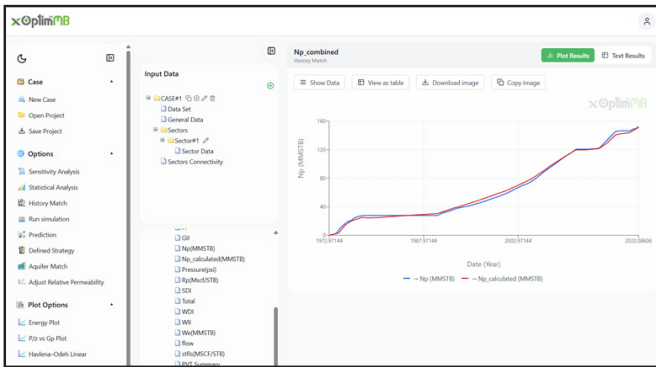 xOptimMB
Case
New Case
Open Project
Save Project
Options
Sensitivity Analysis
Statistical Analysis
History Match
Run simulation
Prediction
Defined Strategy
Aquifer Match
Adjust Relative Permeability
Plot Options
Energy Plot
P/z vs Gp Plot
Havlena-Odeh Linear
Input Data
CASE#1
Data Set
General Data
Sectors
Sector#1
Sector Data
Sectors Connectivity
GII
Np(MMSTB)
Np_calculated(MMSTB)
Pressure(psi)
Rp(Mscf/STB)
SDI
Total
WDI
WII
We(MMSTB)
flow
stRs(MSCF/STB)
PVT Summary
Np_combined
History Match
Plot Results
Text Results
Show Data
View as table
Download image
Copy image
xOptimMB
Np (MMSTB)
160
120
80
40
0
1972.97144
1987.97144
2002.97144
2022.08606
Date (Year)
Np (MMSTB)
Np_calculated (MMSTB)